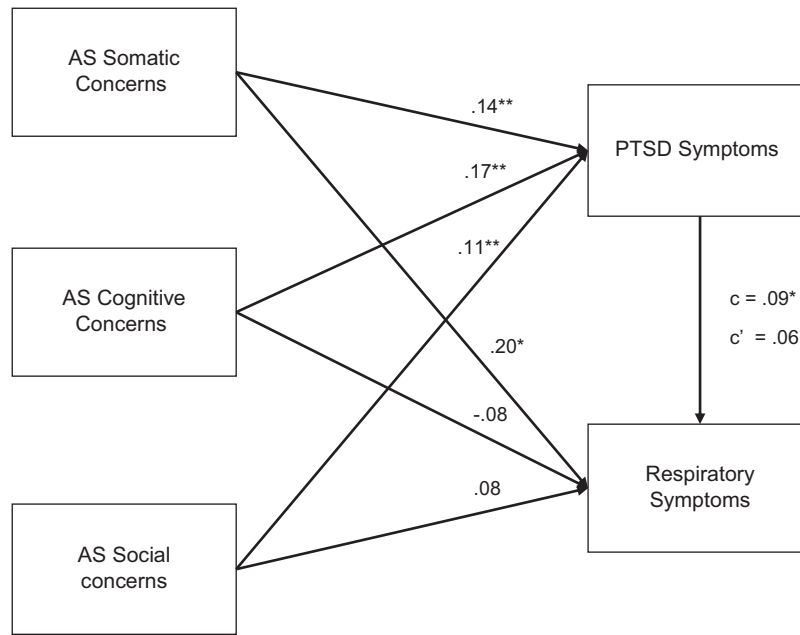 AS Somatic
Concerns
.14**
PTSD Symptoms
.17**
.11**
AS Cognitive
Concerns
c = .09*
c’ = .06
.20*
-.08
Respiratory
Symptoms
.08
AS Social
concerns